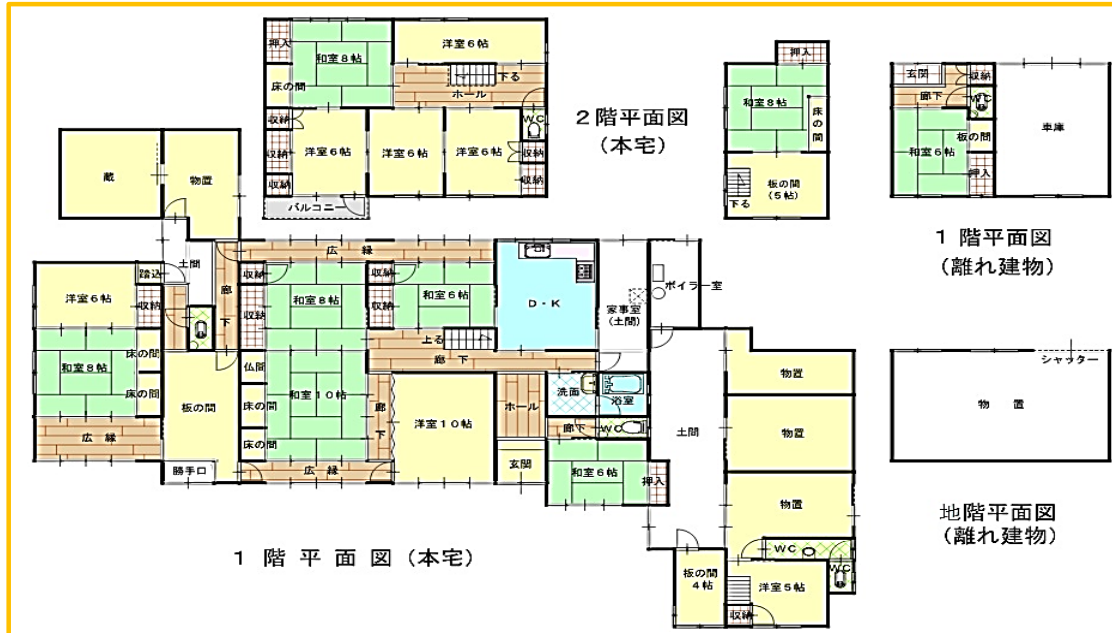 押入
和室8帖
洋室6帖
床の間
下る
ホール
収納
収納
収納
洋室6帖
洋室6帖
洋室6帖
WC
収納
収納
バルコニー
2階平面図
(本宅)
押入
和室8帖
床の間
板の間
(5帖)
下る
玄関
収納
廊下
WC
和室6帖
板の間
押入
車庫
1階平面図
(離れ建物)
シャッター
物置
地階平面図
(離れ建物)
蔵
物置
土間
踏込
廊下
広縁
洋室6帖
収納
和室8帖
床の間
床の間
広縁
板の間
勝手口
収納
収納
和室8帖
収納
収納
和室6帖
仏間
床の間
床の間
和室10帖
上る
廊下
廊下
広縁
洋室10帖
D・K
家事室
(土間)
ボイラー室
ホール
玄関
洗面
浴室
廊下
WC
和室6帖
押入
土間
物置
物置
物置
WC
WC
板の間
4帖
洋室5帖
収納
1階平面図(本宅)